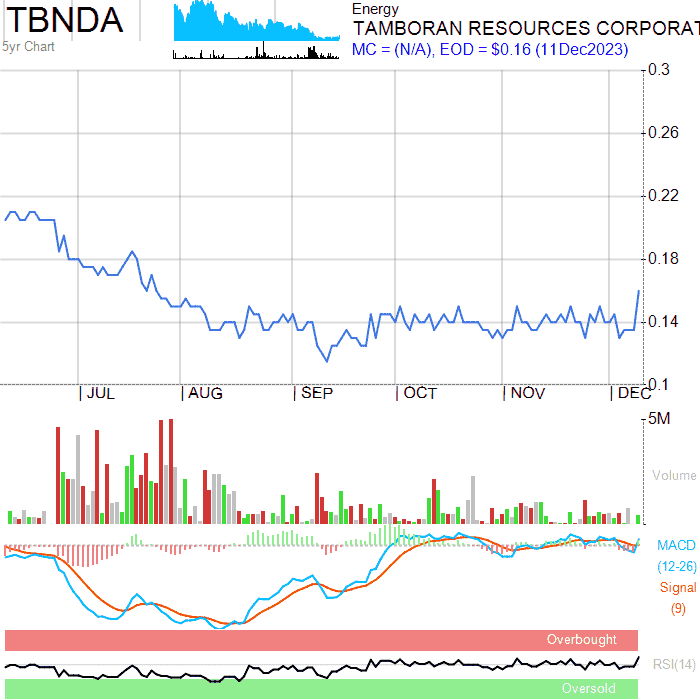 TBNDA
5yr Chart
Energy
TAMBORAN RESOURCES CORPORAT
MC = (N/A), EOD = $0.16 (11Dec2023)
0.3
0.26
0.22
0.18
0.14
0.1
JUL AUG SEP OCT NOV DEC
5M
Volume
MACD
(12-26)
Signal
(9)
Overbought
RSI(14)
Oversold